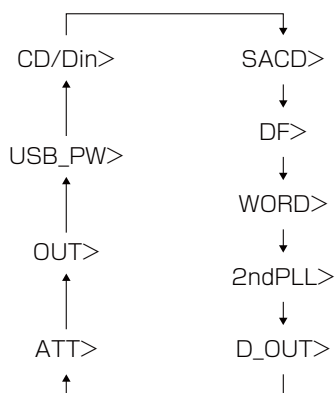 CD/Din> SACD>
DF>
USB_PW>
WORD>
OUT>
2ndPLL>
ATT> D_OUT>